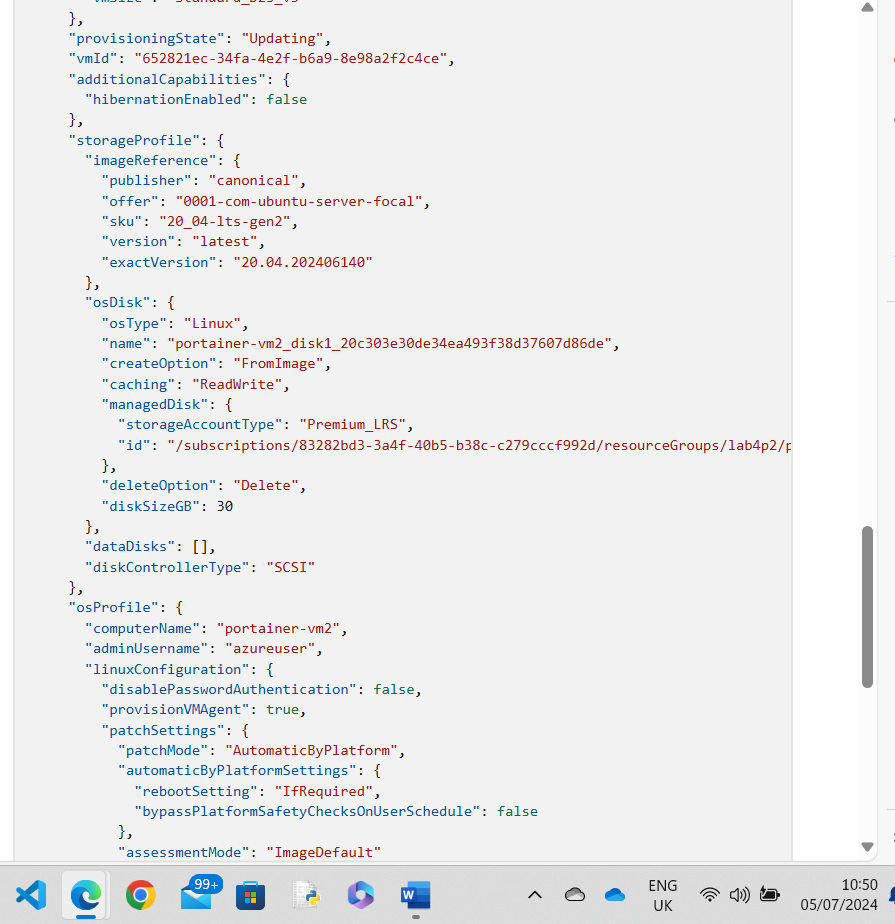 },
"provisioningState": "Updating",
"vmId": "652821ec-34fa-4e2f-b6a9-8e98a2f2c4ce",
"additionalCapabilities": {
"hibernationEnabled": false
},
"storageProfile": {
"imageReference": {
"publisher": "canonical",
"offer": "0001-com-ubuntu-server-focal",
"sku": "20_04-lts-gen2",
"version": "latest",
"exactVersion": "20.04.202406140"
},
"osDisk": {
"osType": "Linux",
"name": "portainer-vm2_disk1_20c303e30de34ea493f38d37607d86de",
"createOption": "FromImage",
"caching": "ReadWrite",
"managedDisk": {
"storageAccountType": "Premium_LRS",
"id": "/subscriptions/83282bd3-3a4f-40b5-b38c-c279cccf992d/resourceGroups/lab4p2/p
},
"deleteOption": "Delete",
"diskSizeGB": 30
},
"dataDisks": [],
"diskControllerType": "SCSI"
},
"osProfile": {
"computerName": "portainer-vm2",
"adminUsername": "azureuser",
"linuxConfiguration": {
"disablePasswordAuthentication": false,
"provisionVMAgent": true,
"patchSettings": {
"patchMode": "AutomaticByPlatform",
"automaticByPlatformSettings": {
"rebootSetting": "IfRequired",
"bypassPlatformSafetyChecksOnUserSchedule": false
},
"assessmentMode": "ImageDefault"
99+
W
ENG
UK
10:50
05/07/2024